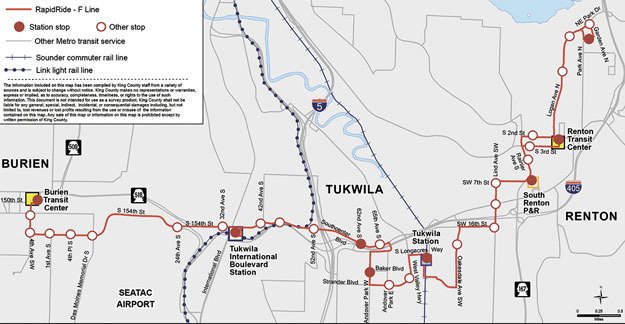 RapidRide - F Line
Station stop
Other stop
Other Metro transit service
Sounder commuter rail line
Link light rail line
The information included on this map has been compiled by King County staff from a variety of
sources and is subject to change without notice. King County makes no representations or warranties,
express or implied, as to accuracy, completeness, timeliness, or rights to the use of such
information. This document is not intended for use as a survey product. King County shall not be
liable for any general, special, indirect, incidental, or consequential damages including, but not
limited to, lost revenues or lost profits resulting from the use or misuse of the information
contained on this map. Any sale of this map or information on this map is prohibited except by
written permission of King County.
NE Park Dr
Garden Ave N
Park Ave N
Logan Ave N
5
S 2nd St
Renton
Transit
Center
S 3rd St
509
BURIEN
Rainier
Ave S
Lind Ave SW
TUKWILA
SW 7th St
405
518
Burien
Transit
Center
150th St
South
Renton
P&R
RENTON
32nd Ave S
42nd Ave S
62nd Ave S
65th Ave S
S 154th St
S 154th St
SW 16th St
Southcenter
Blvd
Tukwila
Station
4th Ave SW
1st Ave S
4th Pl S
Des Moines Memorial Dr S
24th Ave S
International Blvd
Tukwila
International
Boulevard
Station
52nd Ave S
S Longacres Way
Baker Blvd
Strander Blvd
Andover Park W
Andover
Park E
West Valley Hwy
Oakesdale Ave SW
SEATAC
AIRPORT
167
N
0 .25 .5
Miles